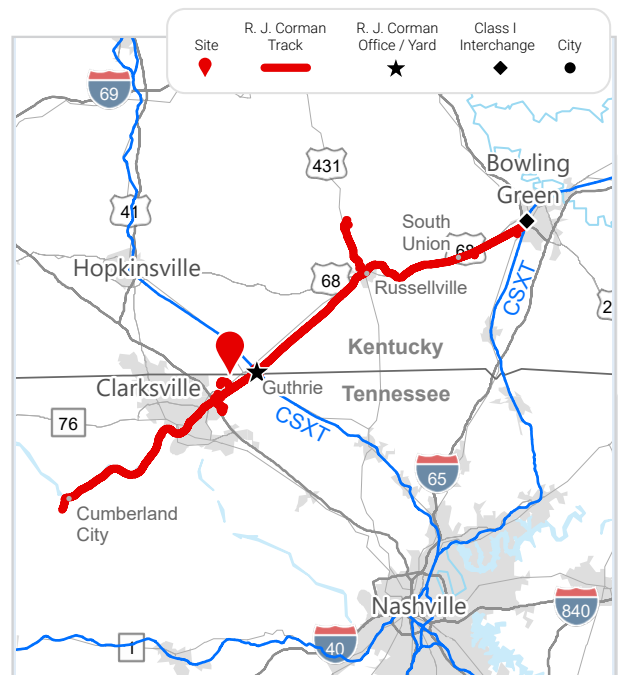 Site
R. J. Corman
Track
R. J. Corman
Office / Yard
Class I
Interchange
City
69
431
Bowling
Green
41
South
Union
68
Hopkinsville
68
Russellville
CSXT
2
Kentucky
Clarksville
Guthrie
Tennessee
76
CSXT
65
Cumberland
City
Nashville
840
1
40